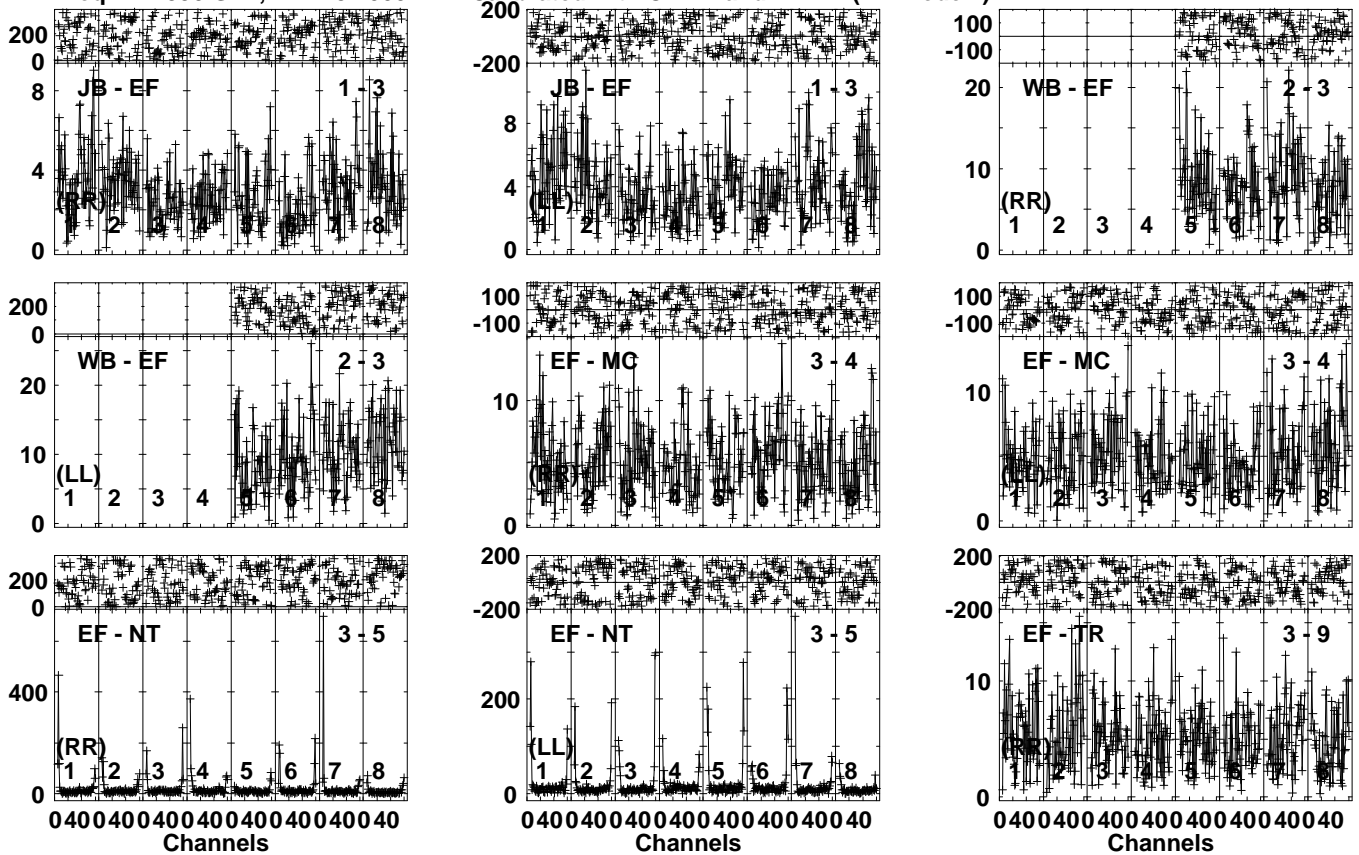 200
200 0 0 -200 100 -100
8 4 0 JB - EF 1 - 3 (RR) 1 2 3 4 5 6 7 8
8 4 0 JB - EF 1 - 3 (LL) 1 2 3 4 5 6 7 8
20 10 0 WB - EF 2 - 3 (RR) 1 2 3 4 5 6 7 8
200 0 100 -100 100 -100
20 10 0 WB - EF 2 - 3 (LL) 1 2 3 4 5 6 7 8
10 0 EF - MC 3 - 4 (RR) 1 2 3 4 5 6 7 8
10 0 EF - MC 3 - 4 (LL) 1 2 3 4 5 6 7 8
200 0 200 -200 200 -200
400 0 EF - NT 3 - 5 (RR) 1 2 3 4 5 6 7 8
200 0 EF - NT 3 - 5 (LL) 1 2 3 4 5 6 7 8
10 0 EF - TR 3 - 9 (RR) 1 2 3 4 5 6 7 8
0 40 0 40 0 40 0 40 0 40 0 40 0 40 0 40
0 40 0 40 0 40 0 40 0 40 0 40 0 40 0 40
0 40 0 40 0 40 0 40 0 40 0 40 0 40 0 40
Channels Channels Channels